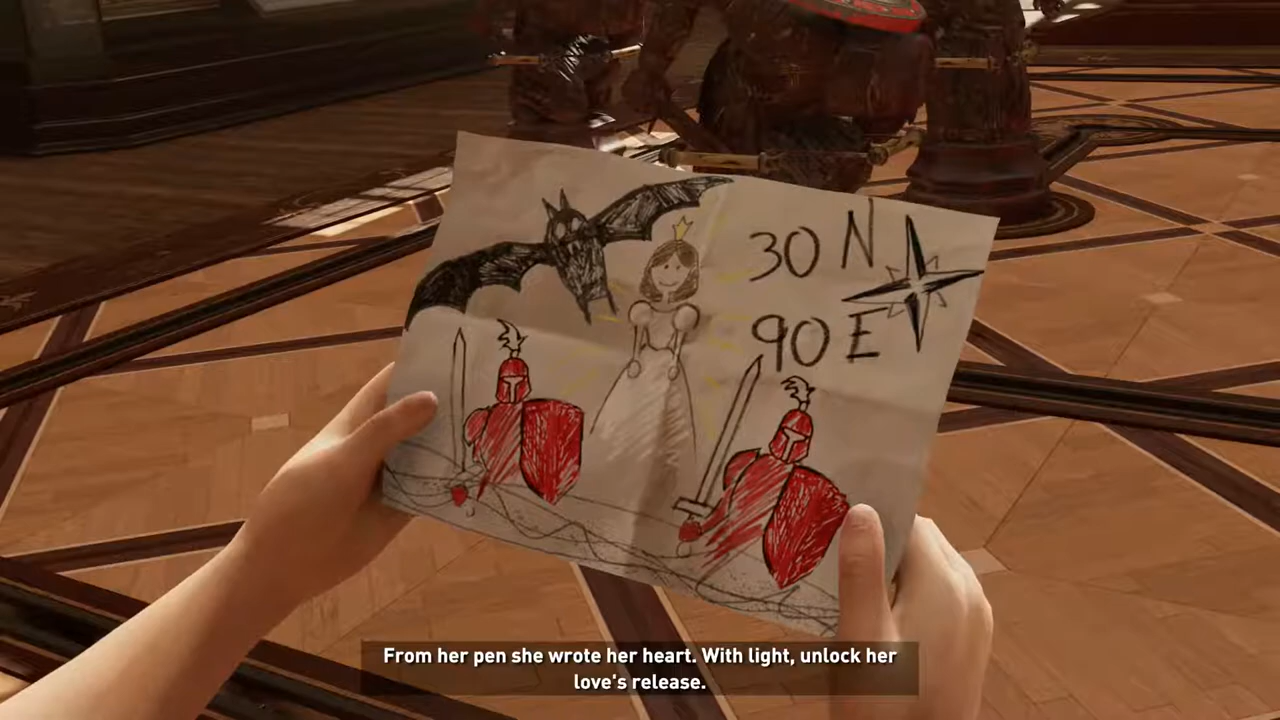 30 N
90 E
From her pen she wrote her heart. With light, unlock her
love's release.